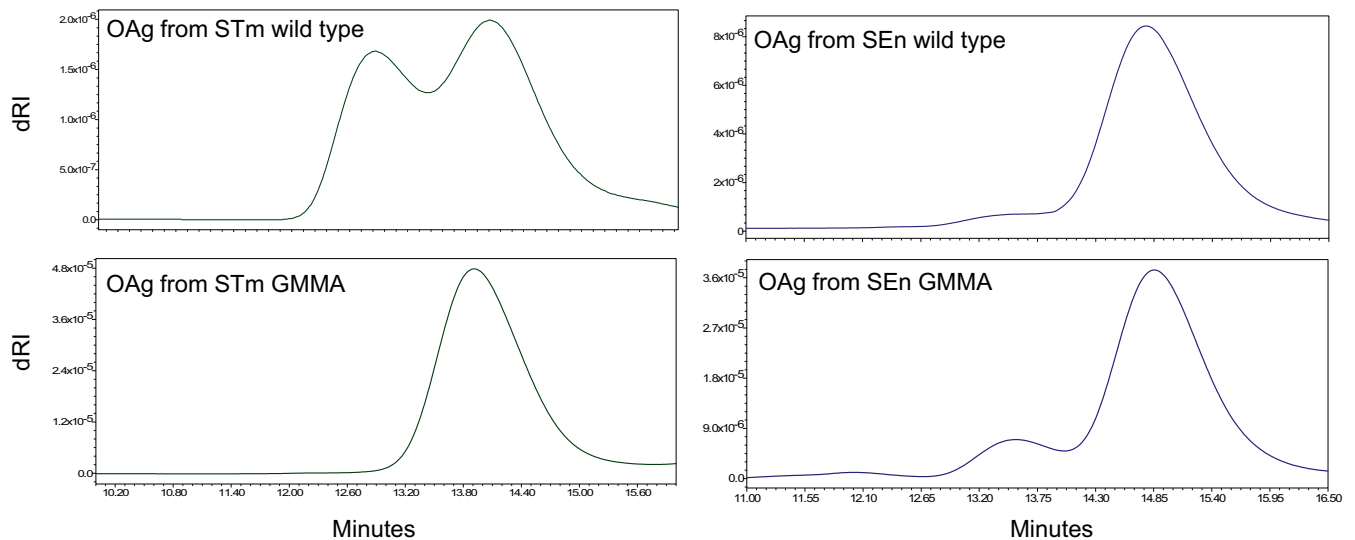 OAg from STm wild type
2.0x10⁻⁶
1.5x10⁻⁶
1.0x10⁻⁶
5.0x10⁻⁷
0.0
dRI
OAg from SEn wild type
8x10⁻⁶
6x10⁻⁶
4x10⁻⁶
2x10⁻⁶
0
OAg from STm GMMA
4.8x10⁻⁵
3.6x10⁻⁵
2.4x10⁻⁵
1.2x10⁻⁵
0.0
dRI
10.20 10.80 11.40 12.00 12.60 13.20 13.80 14.40 15.00 15.60
Minutes
OAg from SEn GMMA
3.6x10⁻⁵
2.7x10⁻⁵
1.8x10⁻⁵
9.0x10⁻⁶
0.0
11.00 11.55 12.10 12.65 13.20 13.75 14.30 14.85 15.40 15.95 16.50
Minutes